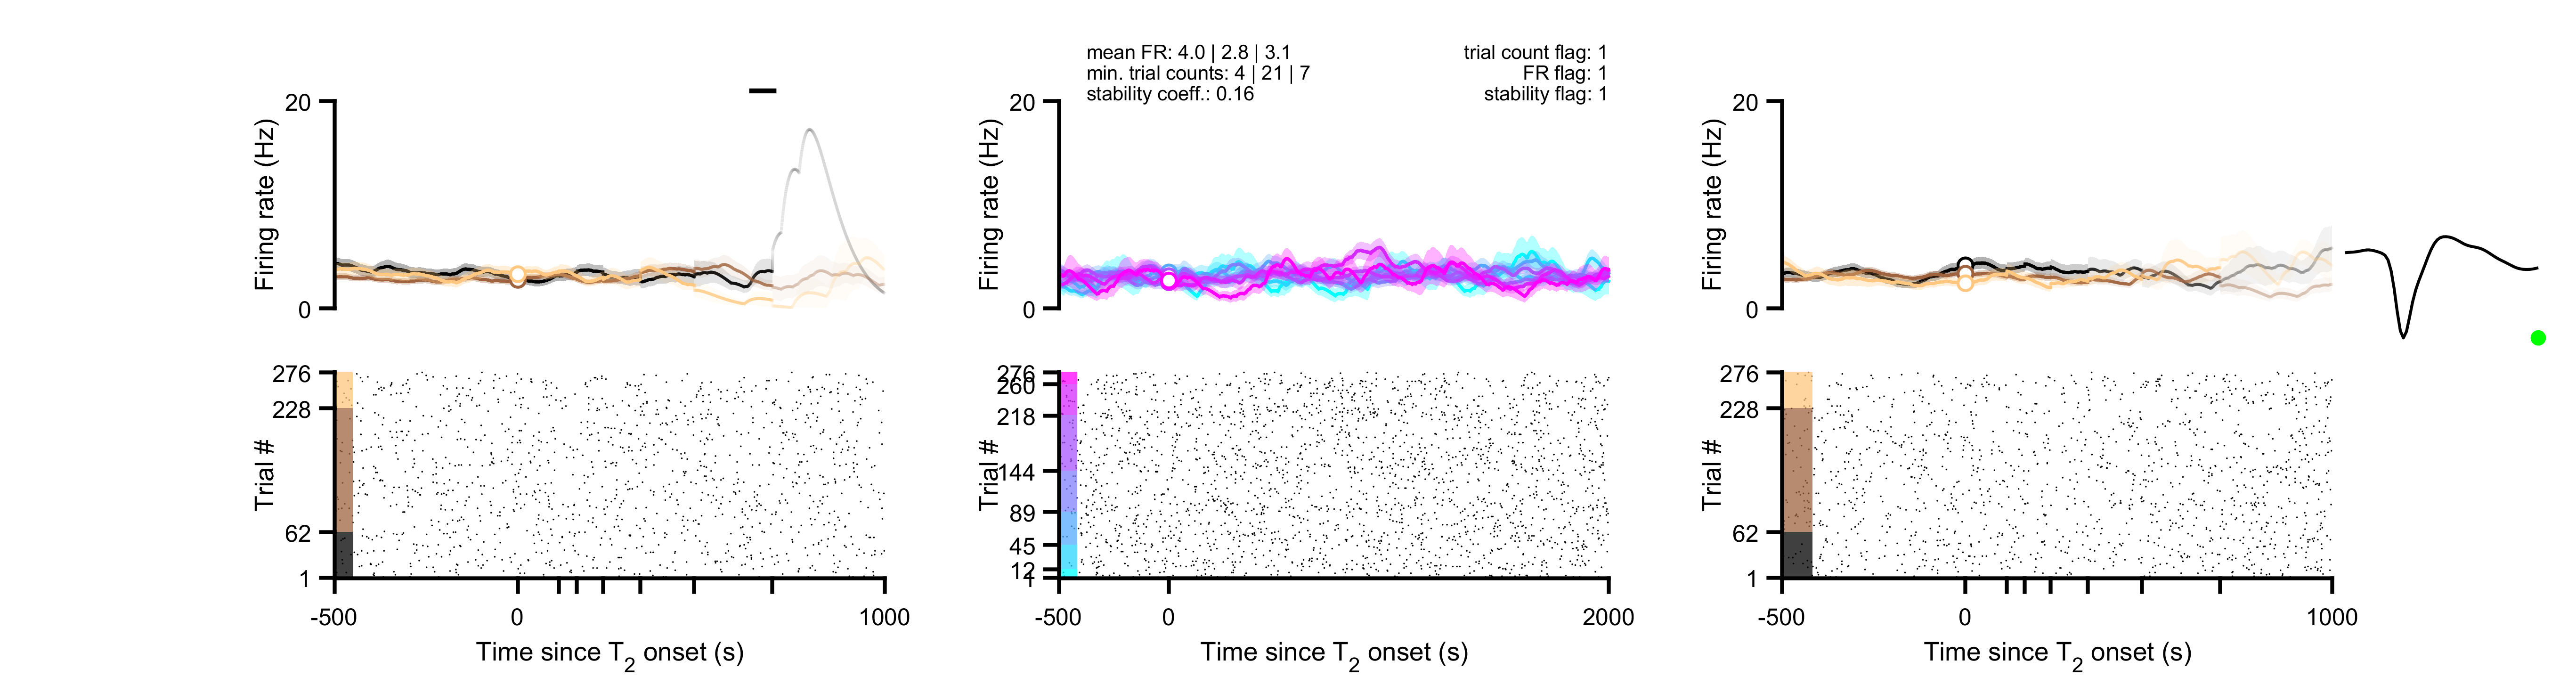 mean FR: 4.0 | 2.8 | 3.1
min. trial counts: 4 | 21 | 7
stability coeff.: 0.16
trial count flag: 1
FR flag: 1
stability flag: 1
20
0
Firing rate (Hz)
276
228
62
1
Trial #
-500
0
1000
Time since T2 onset (s)
20
0
Firing rate (Hz)
276
260
218
144
89
45
12
1
Trial #
-500
0
2000
Time since T2 onset (s)
20
0
Firing rate (Hz)
276
228
62
1
Trial #
-500
0
1000
Time since T2 onset (s)